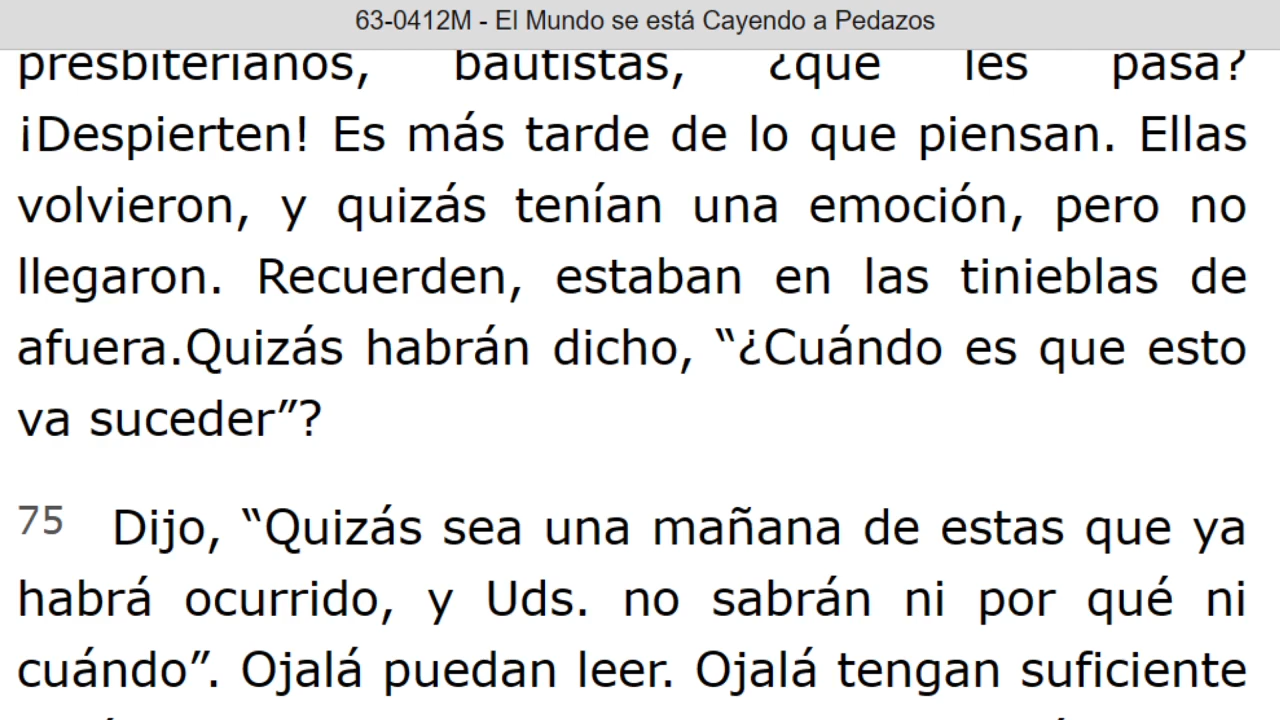 63-0412M - El Mundo se está Cayendo a Pedazos
presbiterianos, bautistas, ¿qué les pasa?
¡Despierten! Es más tarde de lo que piensan. Ellas
volvieron, y quizás tenían una emoción, pero no
llegaron. Recuerden, estaban en las tinieblas de
afuera.Quizás habrán dicho, “¿Cuándo es que esto
va suceder”?
75 Dijo, “Quizás sea una mañana de estas que ya
habrá ocurrido, y Uds. no sabrán ni por qué ni
cuándo”. Ojalá puedan leer. Ojalá tengan suficiente